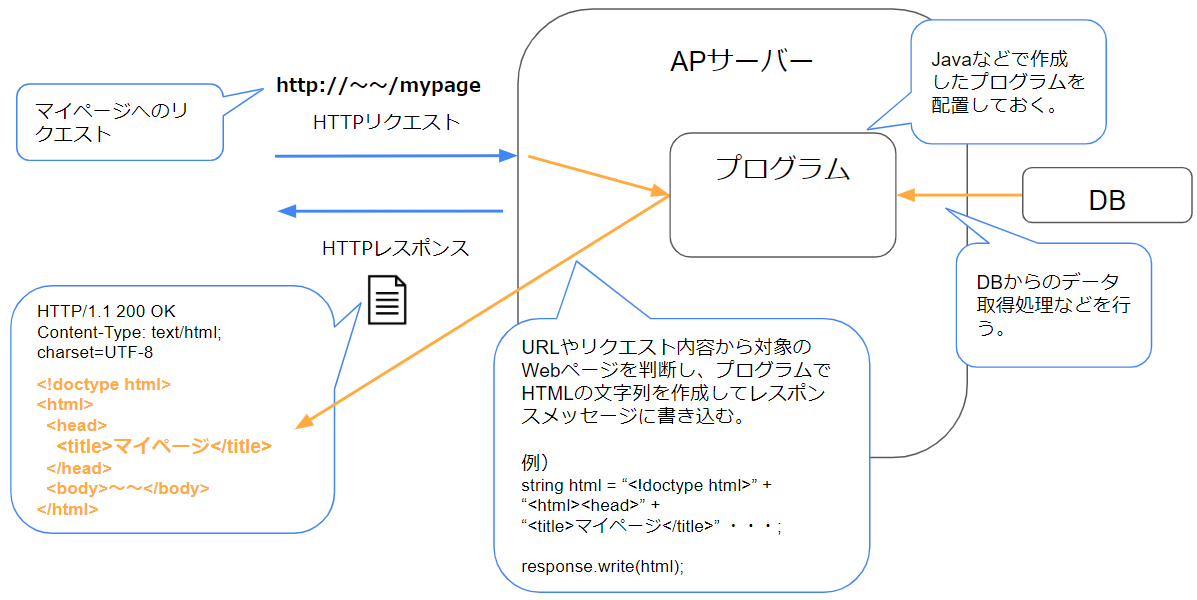 APサーバー
Javaなどで作成
したプログラムを
配置しておく。
http://~~/mypage
マイページへのリ
クエスト
HTTPリクエスト
プログラム
DB
HTTPレスポンス
DBからのデータ
取得処理などを行
う。
HTTP/1.1 200 OK
Content-Type: text/html;
charset=UTF-8
<!doctype html>
<html>
<head>
<title>マイページ</title>
</head>
<body>~~</body>
</html>
URLやリクエスト内容から対象の
Webページを判断し、プログラムで
HTMLの文字列を作成してレスポン
スメッセージに書き込む。
例）
string html = “<!doctype html>” +
“<html><head>” +
“<title>マイページ</title>” ・・・;
response.write(html);